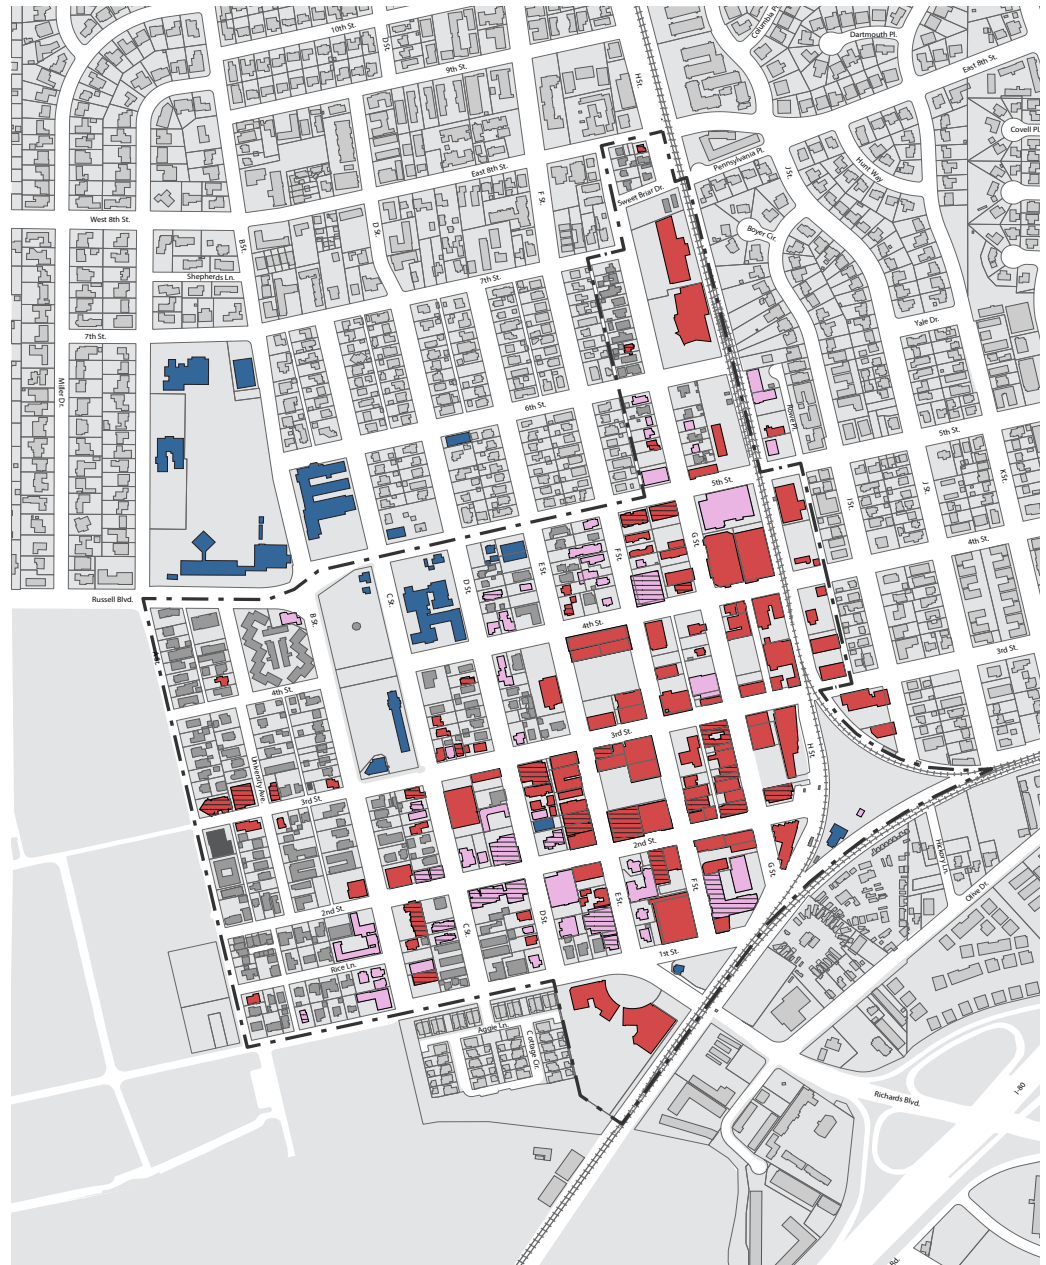 10th St.
D St.
Columbia Pl.
Dartmouth Pl.
9th St.
H St.
East 8th St.
Covell Pl.
East 8th St.
Pennsylvania Pl.
J St.
Hunt Way
F St.
Sweet Briar Dr.
West 8th St.
D St.
B St.
Boyer Cir.
Shepherds Ln.
7th St.
7th St.
Yale Dr.
Miller Dr.
6th St.
Rowe Pl.
5th St.
K St.
5th St.
I St.
J St.
F St.
G St.
4th St.
E St.
D St.
C St.
Russell Blvd.
B St.
4th St.
3rd St.
4th St.
3rd St.
H St.
University Ave.
3rd St.
2nd St.
G St.
Hickory Ln.
Olive Dr.
F St.
E St.
2nd St.
D St.
C St.
1st St.
Rice Ln.
Aggie Ln.
Cottage Cir.
I-80
Richards Blvd.
Rd.